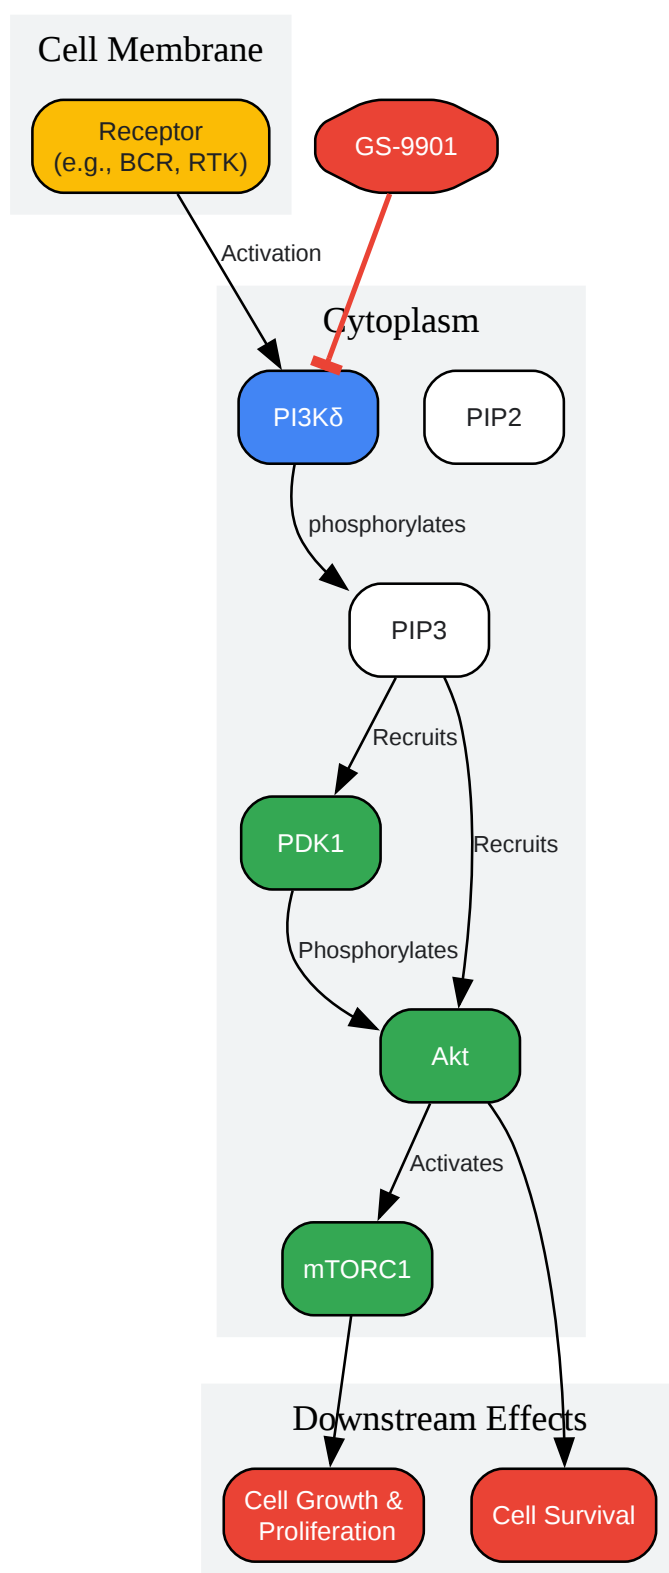 Cell Membrane
Receptor
(e.g., BCR, RTK)
GS-9901
Activation
Cytoplasm
PI3Kδ
PIP2
phosphorylates
PIP3
Recruits
PDK1
Recruits
Phosphorylates
Akt
Activates
mTORC1
Downstream Effects
Cell Growth &
Proliferation
Cell Survival